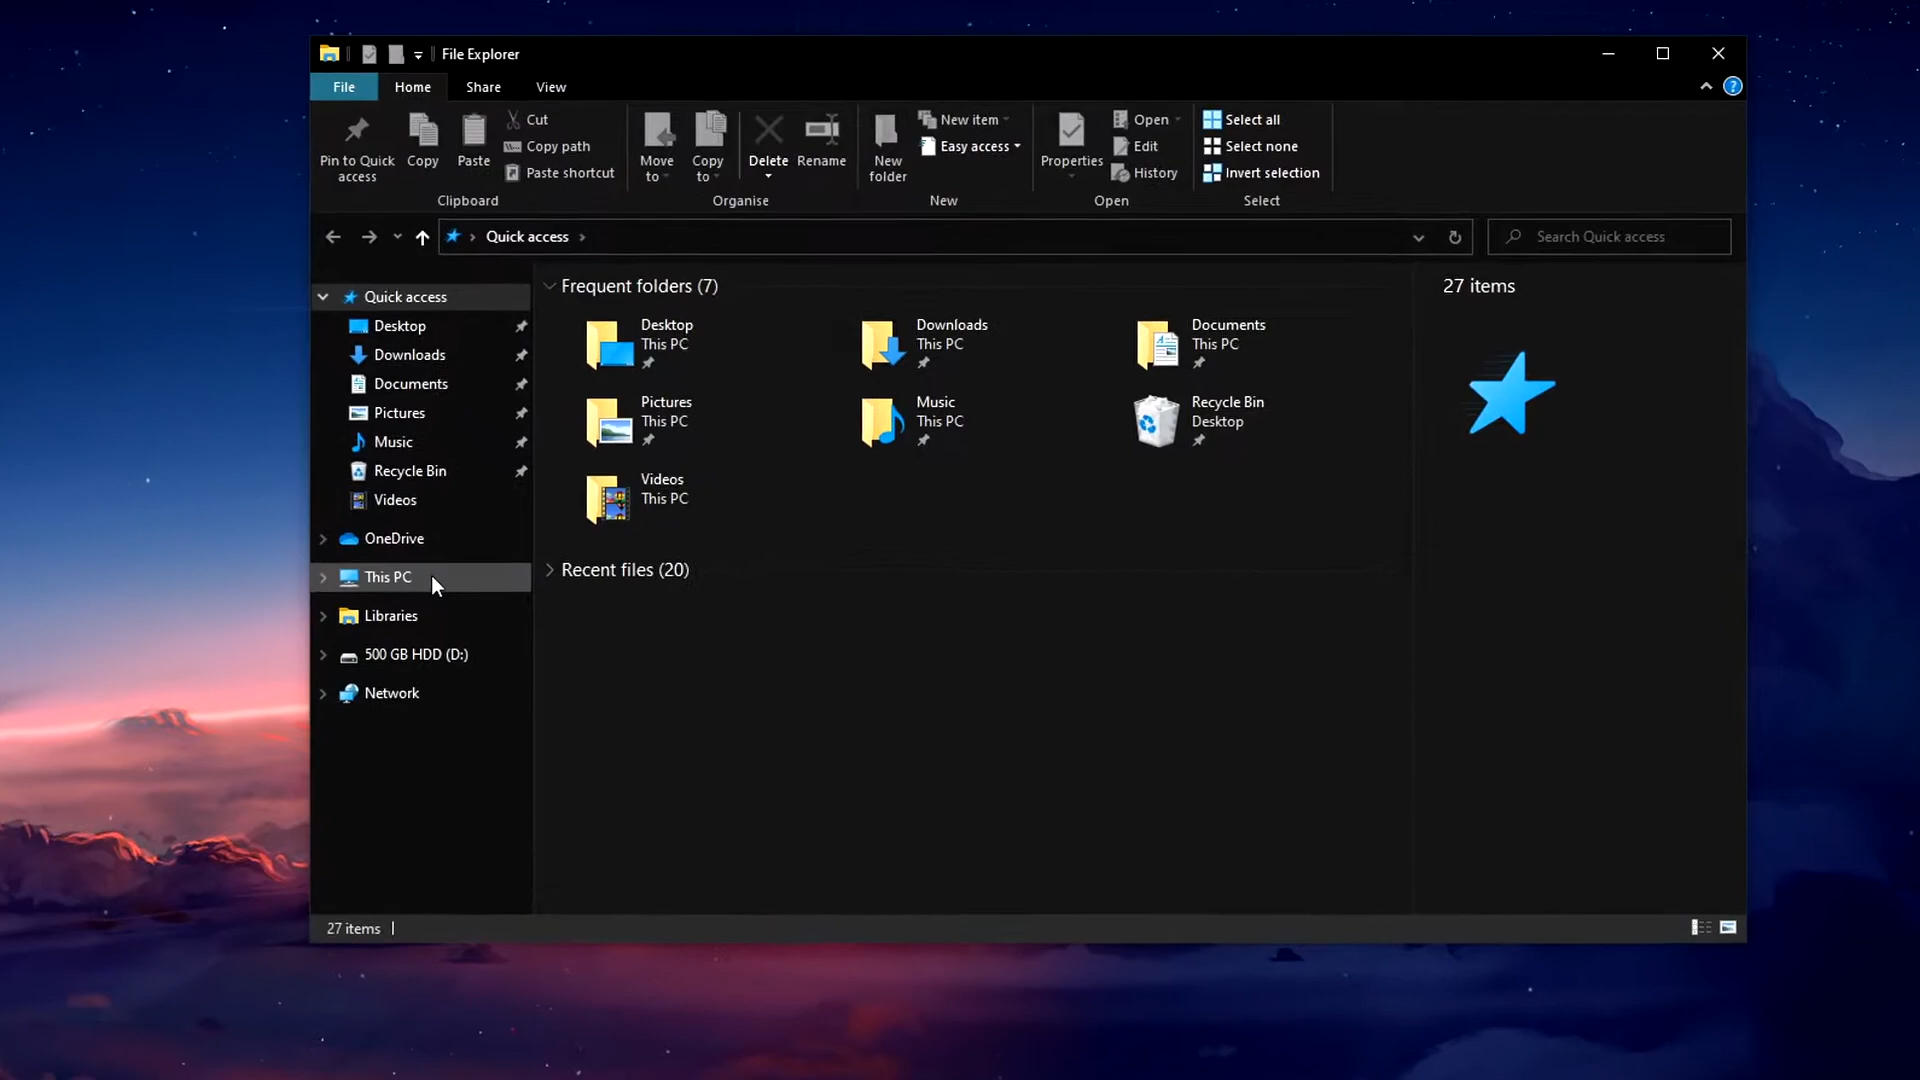 File Explorer
File Home Share View
Pin to Quick access
Copy
Paste
Cut
Copy path
Paste shortcut
Clipboard
Move to
Copy to
Delete
Rename
Organise
New folder
New item
Easy access
New
Properties
Open
Edit
History
Open
Select all
Select none
Invert selection
Select
Quick access
Search Quick access
Quick access
Desktop
Downloads
Documents
Pictures
Music
Recycle Bin
Videos
OneDrive
This PC
Libraries
500 GB HDD (D:)
Network
Frequent folders (7)
Desktop
This PC
Downloads
This PC
Documents
This PC
Pictures
This PC
Music
This PC
Recycle Bin
Desktop
Videos
This PC
Recent files (20)
27 items
27 items